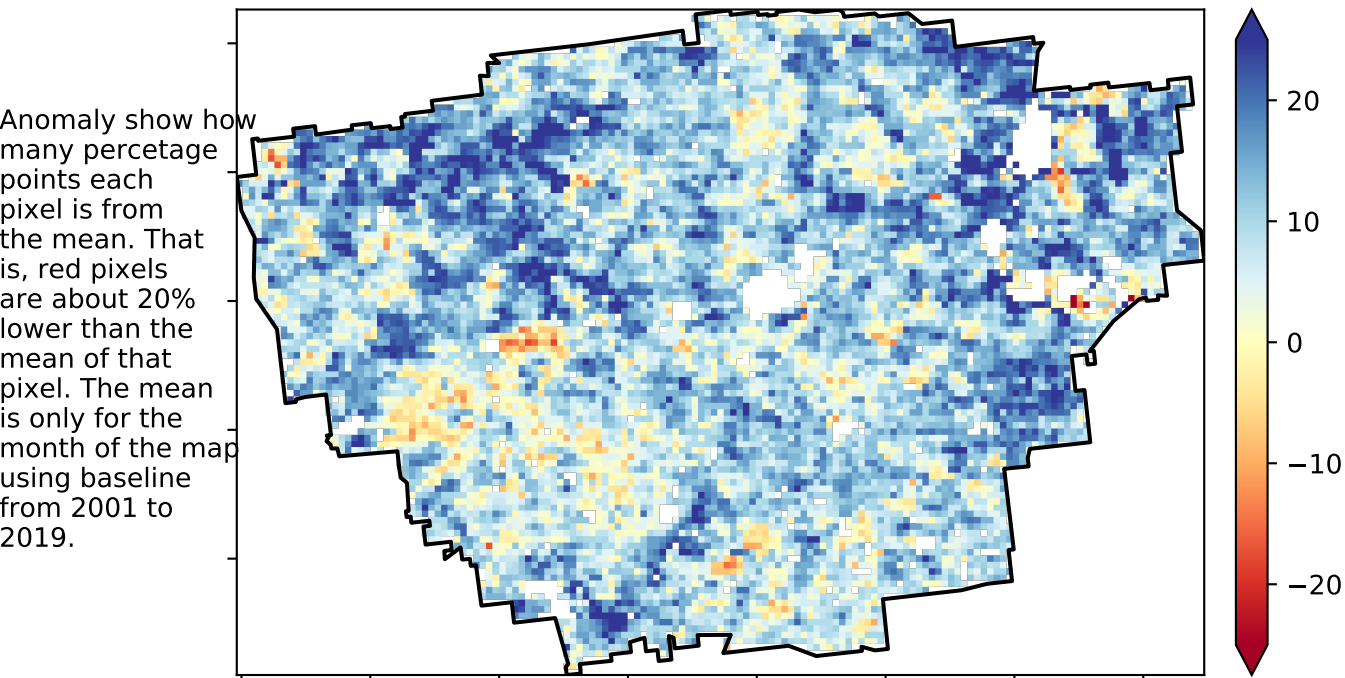 Anomaly show how
many percetage
points each
pixel is from
the mean. That
is, red pixels
are about 20%
lower than the
mean of that
pixel. The mean
is only for the
month of the map
using baseline
from 2001 to
2019.
20
10
0
−10
−20